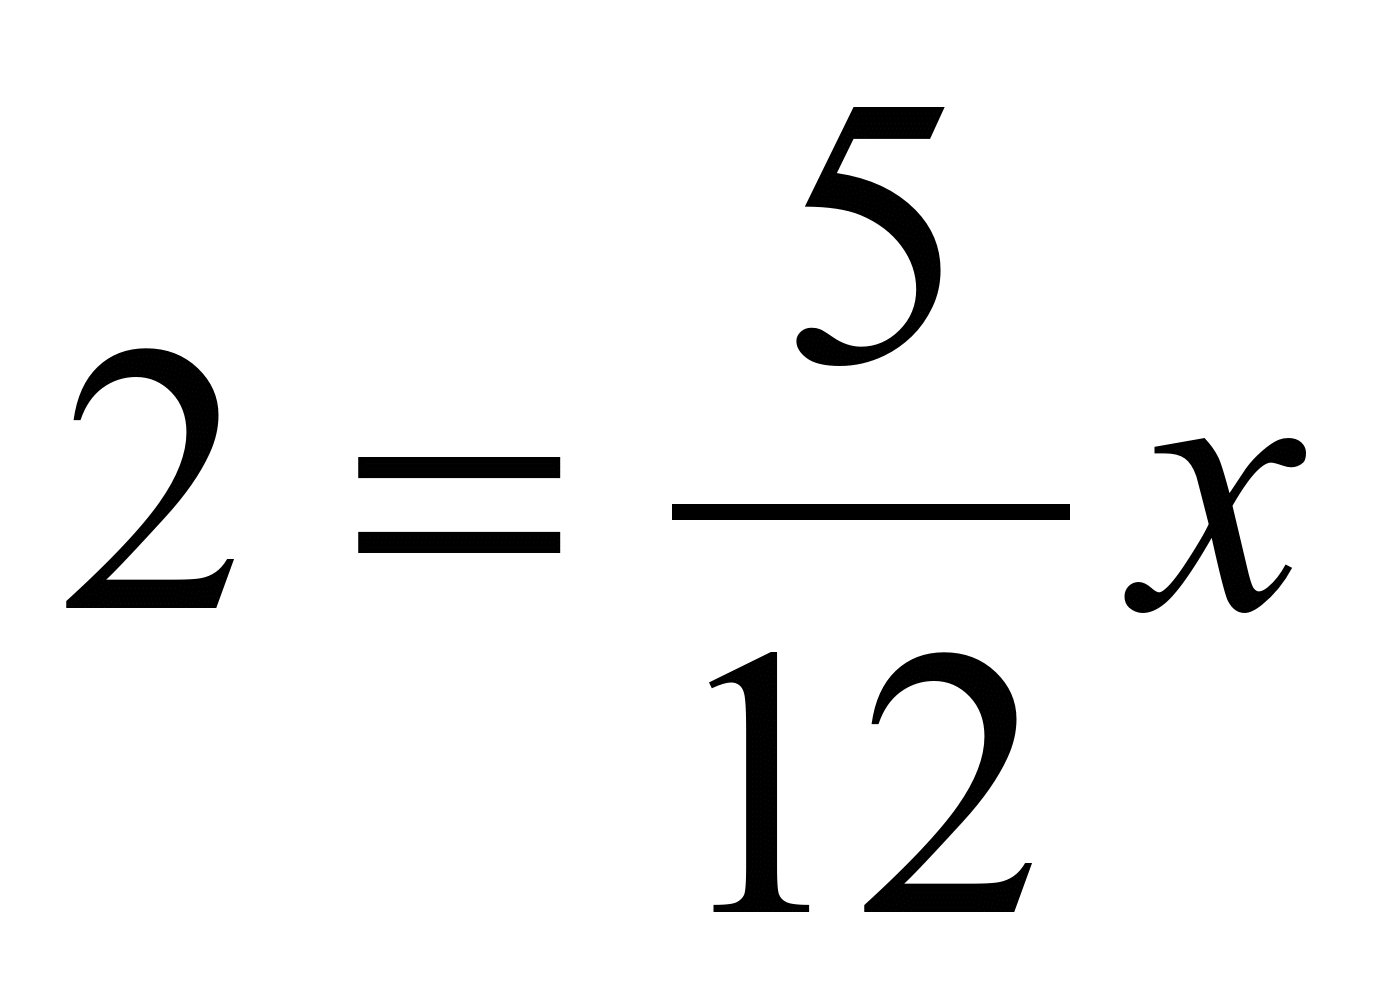 2 = 5/12 x